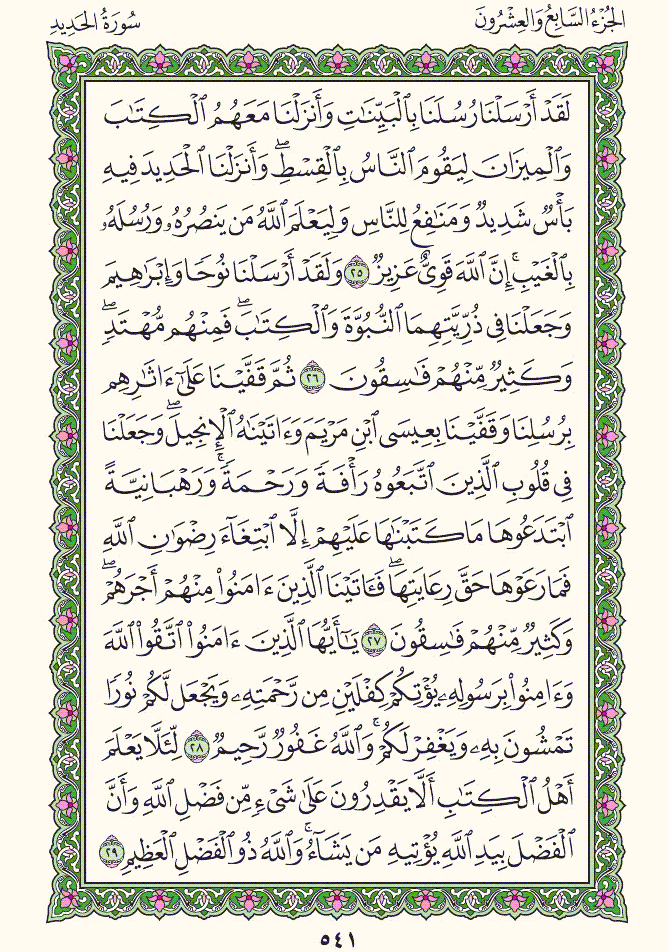 الجُزْءُ السَّابِعُ وَالعِشْرُونَ
سُورَةُ الحَدِيدِ
لَقَدۡ أَرۡسَلۡنَا رُسُلَنَا بِٱلۡبَيِّنَٰتِ وَأَنزَلۡنَا مَعَهُمُ ٱلۡكِتَٰبَ
وَٱلۡمِيزَانَ لِيَقُومَ ٱلنَّاسُ بِٱلۡقِسۡطِۖ وَأَنزَلۡنَا ٱلۡحَدِيدَ فِيهِ
بَأۡسٞ شَدِيدٞ وَمَنَٰفِعُ لِلنَّاسِ وَلِيَعۡلَمَ ٱللَّهُ مَن يَنصُرُهُۥ وَرُسُلَهُۥ
بِٱلۡغَيۡبِۚ إِنَّ ٱللَّهَ قَوِيٌّ عَزِيزٞ ٢٥ وَلَقَدۡ أَرۡسَلۡنَا نُوحٗا وَإِبۡرَٰهِيمَ
وَجَعَلۡنَا فِي ذُرِّيَّتِهِمَا ٱلنُّبُوَّةَ وَٱلۡكِتَٰبَۖ فَمِنۡهُم مُّهۡتَدٖۖ
وَكَثِيرٞ مِّنۡهُمۡ فَٰسِقُونَ ٢٦ ثُمَّ قَفَّيۡنَا عَلَىٰٓ ءَاثَٰرِهِم
بِرُسُلِنَا وَقَفَّيۡنَا بِعِيسَى ٱبۡنِ مَرۡيَمَ وَءَاتَيۡنَٰهُ ٱلۡإِنجِيلَۖ وَجَعَلۡنَا
فِي قُلُوبِ ٱلَّذِينَ ٱتَّبَعُوهُ رَأۡفَةٗ وَرَحۡمَةٗۚ وَرَهۡبَانِيَّةً
ٱبۡتَدَعُوهَا مَا كَتَبۡنَٰهَا عَلَيۡهِمۡ إِلَّا ٱبۡتِغَآءَ رِضۡوَٰنِ ٱللَّهِ
فَمَا رَعَوۡهَا حَقَّ رِعَايَتِهَاۖ فَـَٔاتَيۡنَا ٱلَّذِينَ ءَامَنُواْ مِنۡهُمۡ أَجۡرَهُمۡۖ
وَكَثِيرٞ مِّنۡهُمۡ فَٰسِقُونَ ٢٧ يَٰٓأَيُّهَا ٱلَّذِينَ ءَامَنُواْ ٱتَّقُواْ ٱللَّهَ
وَءَامِنُواْ بِرَسُولِهِۦ يُؤۡتِكُمۡ كِفۡلَيۡنِ مِن رَّحۡمَتِهِۦ وَيَجۡعَل لَّكُمۡ نُورٗا
تَمۡشُونَ بِهِۦ وَيَغۡفِرۡ لَكُمۡۚ وَٱللَّهُ غَفُورٞ رَّحِيمٞ ٢٨ لِّئَلَّا يَعۡلَمَ
أَهۡلُ ٱلۡكِتَٰبِ أَلَّا يَقۡدِرُونَ عَلَىٰ شَيۡءٖ مِّن فَضۡلِ ٱللَّهِ وَأَنَّ
ٱلۡفَضۡلَ بِيَدِ ٱللَّهِ يُؤۡتِيهِ مَن يَشَآءُۚ وَٱللَّهُ ذُو ٱلۡفَضۡلِ ٱلۡعَظِيمِ ٢٩
٥٤١